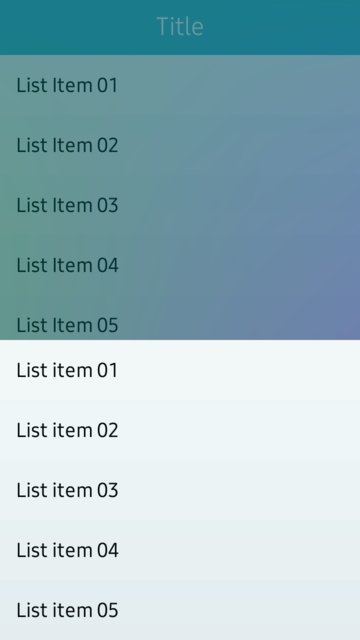 Title
List Item 01
List Item 02
List Item 03
List Item 04
List Item 05
List item 01
List item 02
List item 03
List item 04
List item 05